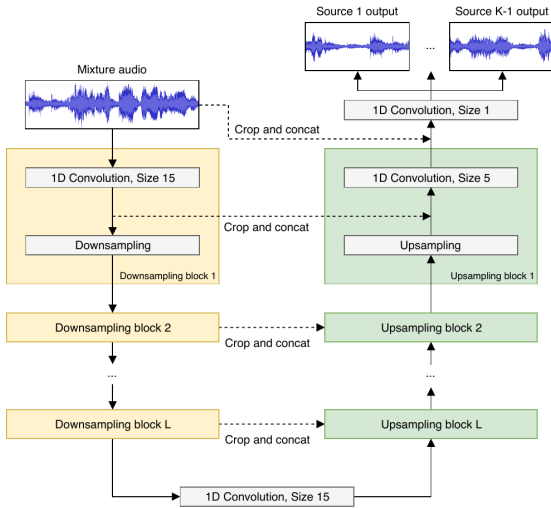 Source 1 output
Source K-1 output
...
Mixture audio
1D Convolution, Size 1
Crop and concat
1D Convolution, Size 15
1D Convolution, Size 5
Crop and concat
Downsampling
Upsampling
Downsampling block 1
Upsampling block 1
Downsampling block 2
Upsampling block 2
Crop and concat
...
...
Downsampling block L
Upsampling block L
Crop and concat
1D Convolution, Size 15